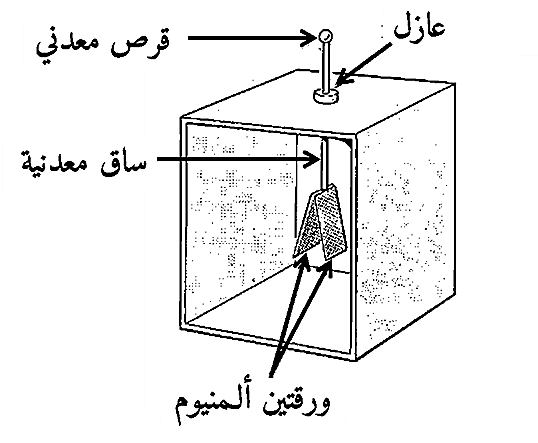 عازل
قرص معدني
ساق معدنية
ورقتين ألمنيوم